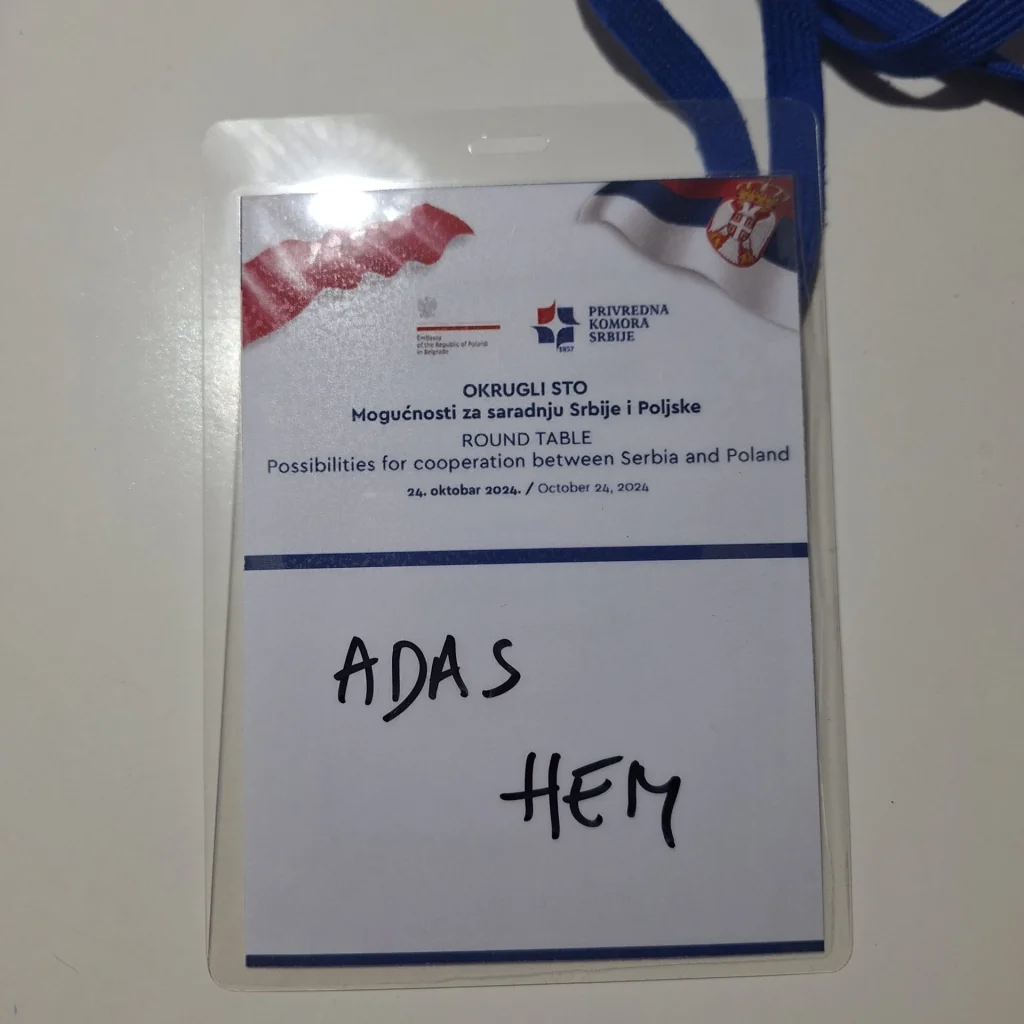 Embassy
of the Republic of Poland
in Belgrade
PRIVREDNA
KOMORA
SRBIJE
1857
OKRUGLI STO
Mogućnosti za saradnju Srbije i Poljske
ROUND TABLE
Possibilities for cooperation between Serbia and Poland
24. oktobar 2024. / October 24, 2024
ADAS
HEM